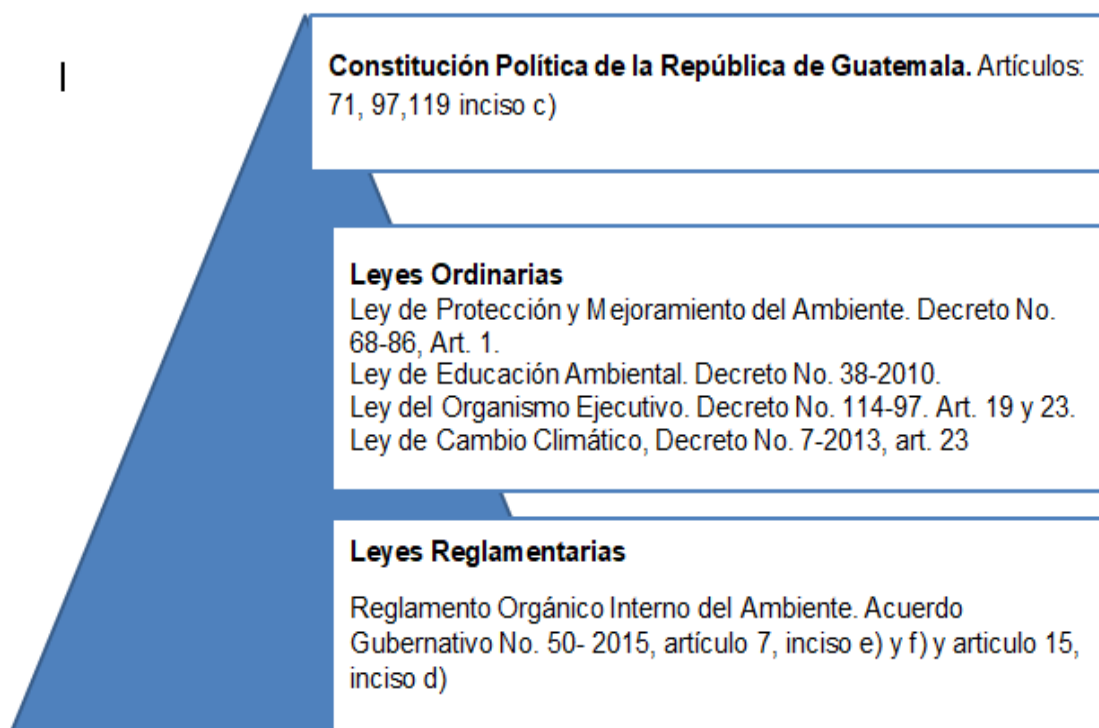 Constitución Política de la República de Guatemala. Artículos:
71, 97,119 inciso c)
Leyes Ordinarias
Ley de Protección y Mejoramiento del Ambiente. Decreto No.
68-86, Art. 1.
Ley de Educación Ambiental. Decreto No. 38-2010.
Ley del Organismo Ejecutivo. Decreto No. 114-97. Art. 19 y 23.
Ley de Cambio Climático, Decreto No. 7-2013, art. 23
Leyes Reglamentarias
Reglamento Orgánico Interno del Ambiente. Acuerdo
Gubernativo No. 50- 2015, artículo 7, inciso e) y f) y articulo 15,
inciso d)